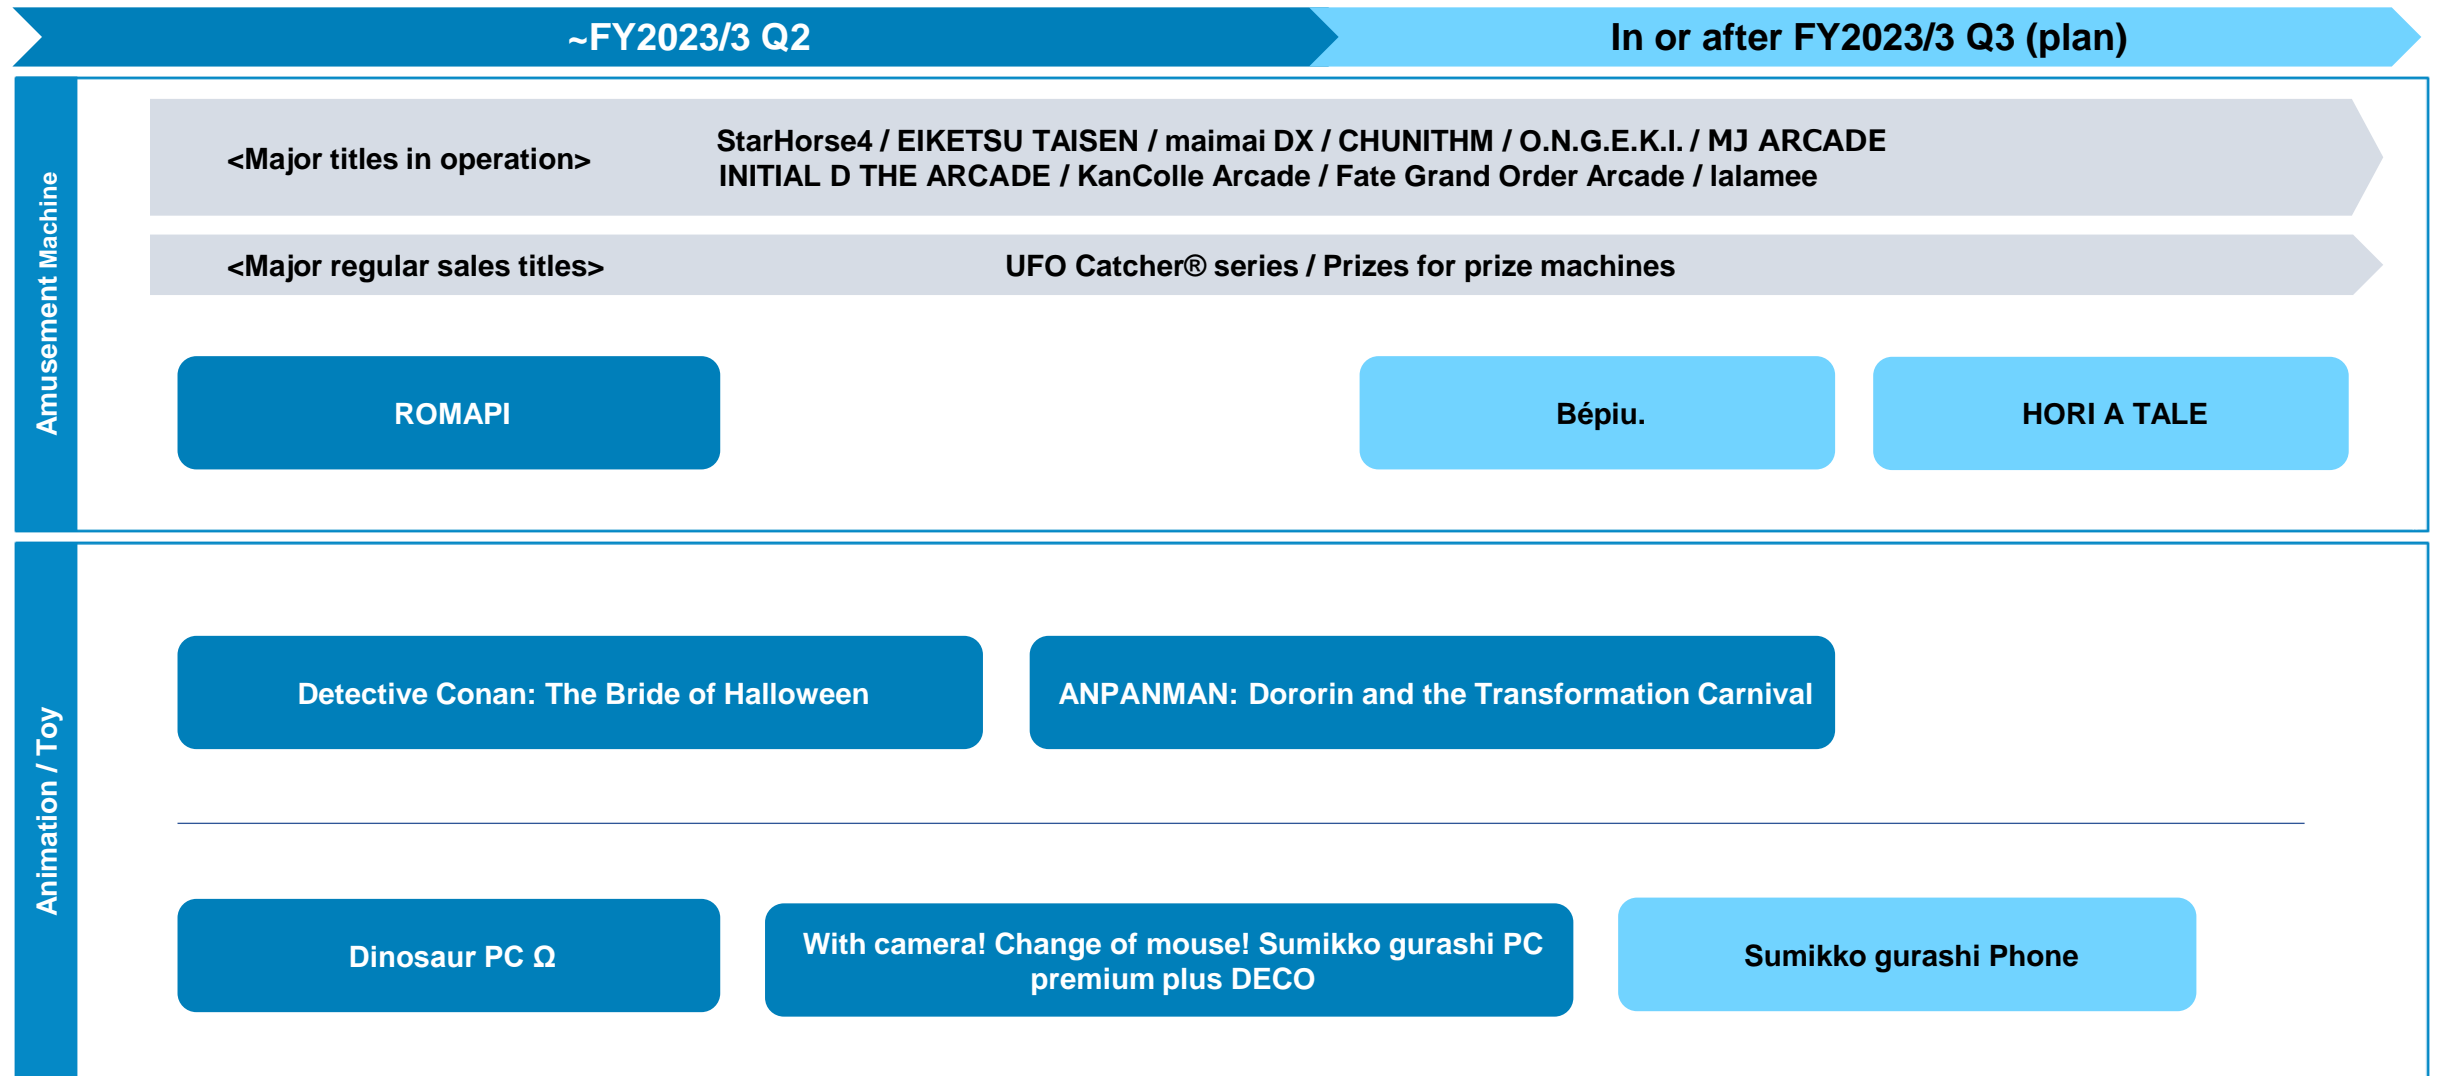 ~FY2023/3 Q2
In or after FY2023/3 Q3 (plan)
Amusement Machine
<Major titles in operation>
StarHorse4 / EIKETSU TAISEN / maimai DX / CHUNITHM / O.N.G.E.K.I. / MJ ARCADE
INITIAL D THE ARCADE / KanColle Arcade / Fate Grand Order Arcade / lalamee
<Major regular sales titles>
UFO Catcher® series / Prizes for prize machines
ROMAPI
Bépiu.
HORI A TALE
Animation / Toy
Detective Conan: The Bride of Halloween
ANPANMAN: Dororin and the Transformation Carnival
Dinosaur PC Ω
With camera! Change of mouse! Sumikko gurashi PC
premium plus DECO
Sumikko gurashi Phone